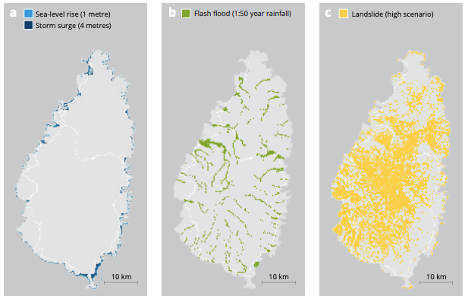 a
Sea-level rise (1 metre)
Storm surge (4 metres)
10 km
b
Flash flood (1:50 year rainfall)
10 km
c
Landslide (high scenario)
10 km